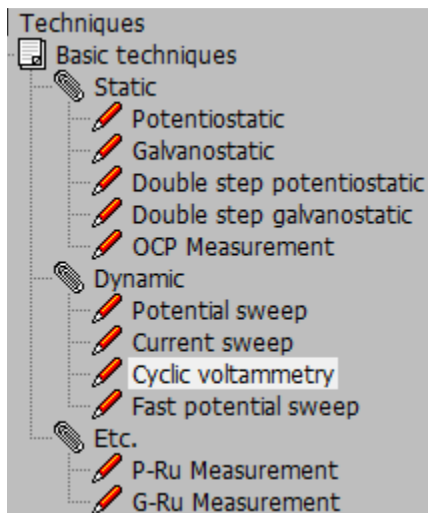 Techniques
Basic techniques
Static
Potentiostatic
Galvanostatic
Double step potentiostatic
Double step galvanostatic
OCP Measurement
Dynamic
Potential sweep
Current sweep
Cyclic voltammetry
Fast potential sweep
Etc.
P-Ru Measurement
G-Ru Measurement